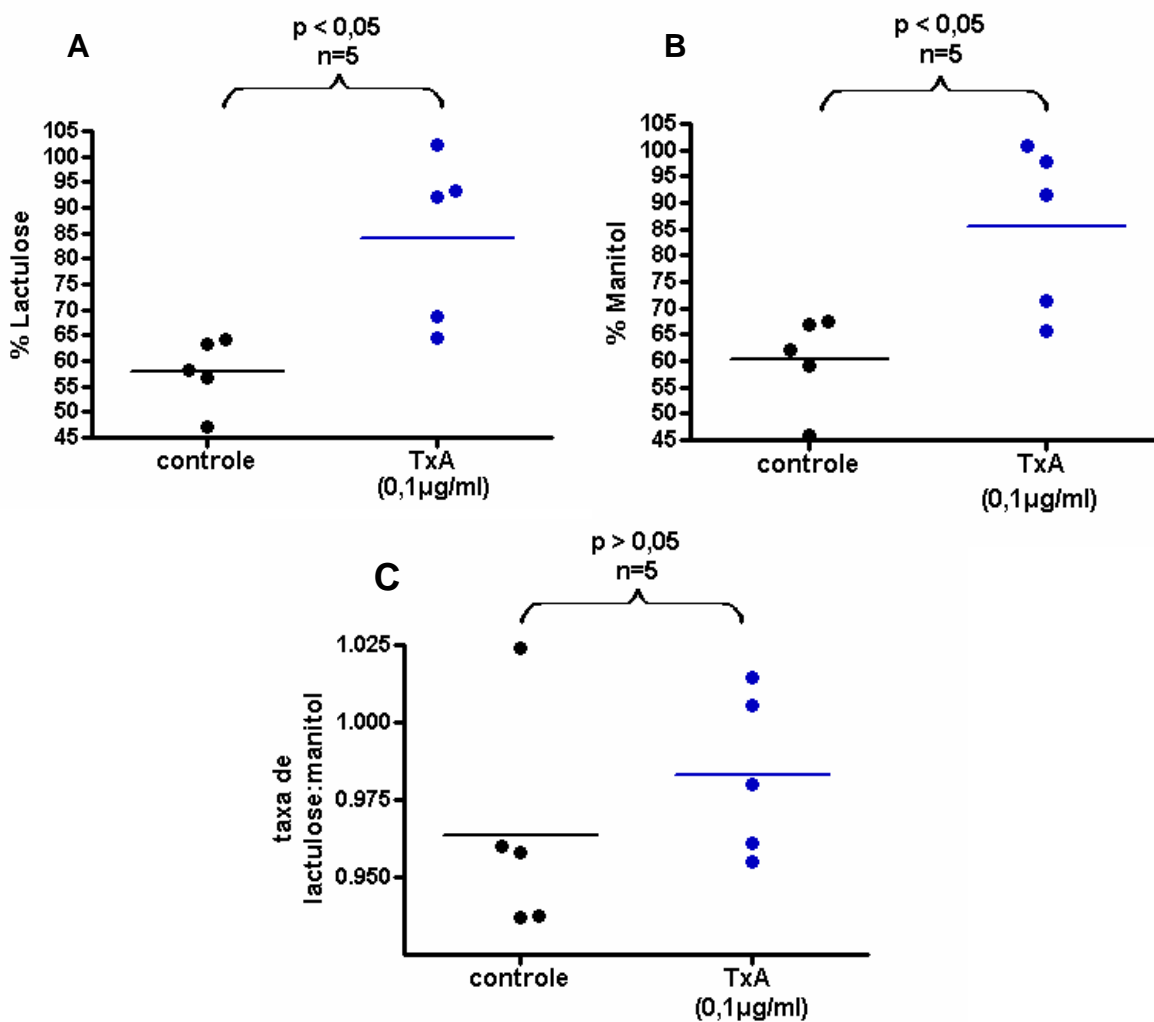 A
p < 0,05
n=5
% Lactulose
105
100
95
90
85
80
75
70
65
60
55
50
45
controle
TxA
(0,1µg/ml)
B
p < 0,05
n=5
% Manitol
105
100
95
90
85
80
75
70
65
60
55
50
45
controle
TxA
(0,1µg/ml)
C
p > 0,05
n=5
taxa de
lactulose:manitol
1.025
1.000
0.975
0.950
controle
TxA
(0,1µg/ml)